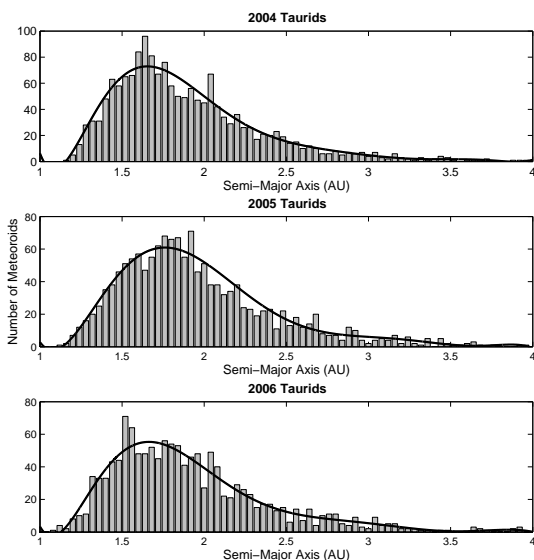 2004 Taurids
100
80
60
40
20
0
1 1.5 2 2.5 3 3.5 4
Semi−Major Axis (AU)
2005 Taurids
Number of Meteoroids
80
60
40
20
0
1 1.5 2 2.5 3 3.5 4
Semi−Major Axis (AU)
2006 Taurids
80
60
40
20
0
1 1.5 2 2.5 3 3.5 4
Semi−Major Axis (AU)